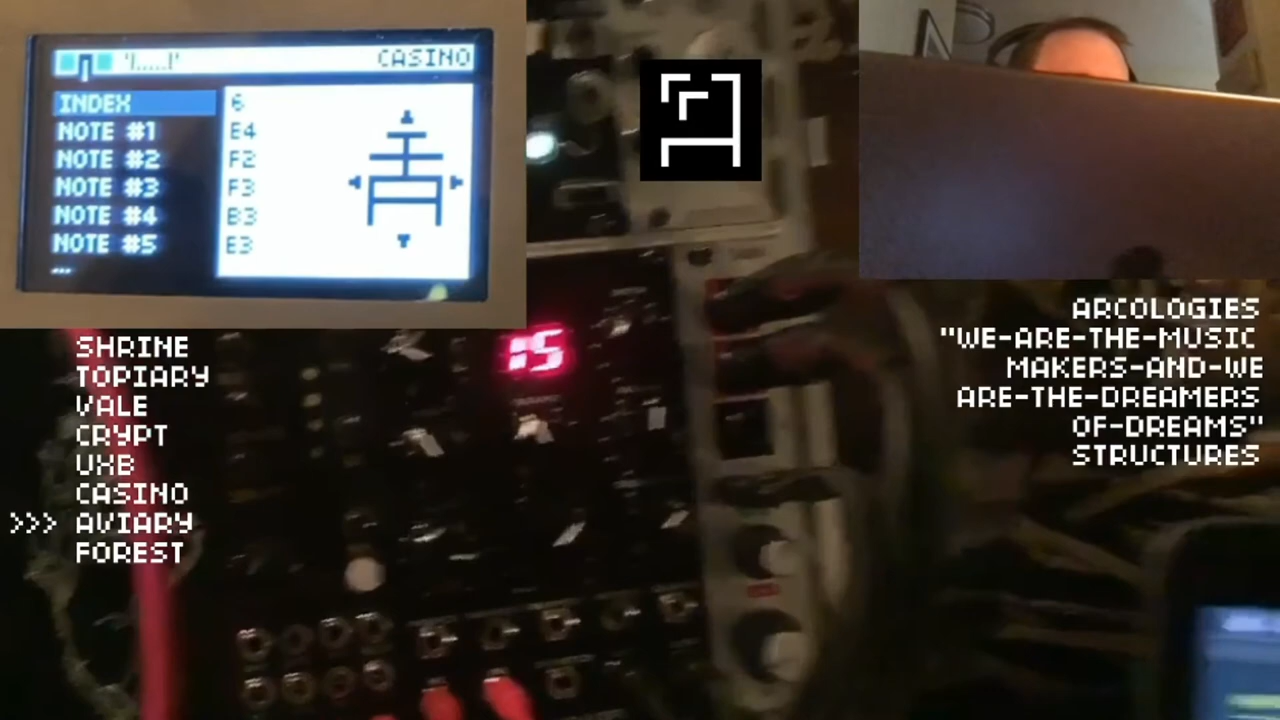 CASINO
INDEX 6
NOTE #1 E4
NOTE #2 F2
NOTE #3 F3
NOTE #4 B3
NOTE #5 E3
...
15
SHRINE
TOPIARY
VALE
CRYPT
UXB
CASINO
>>> AVIARY
FOREST
ARCOLOGIES
"WE-ARE-THE-MUSIC
MAKERS-AND-WE
ARE-THE-DREAMERS
OF-DREAMS"
STRUCTURES